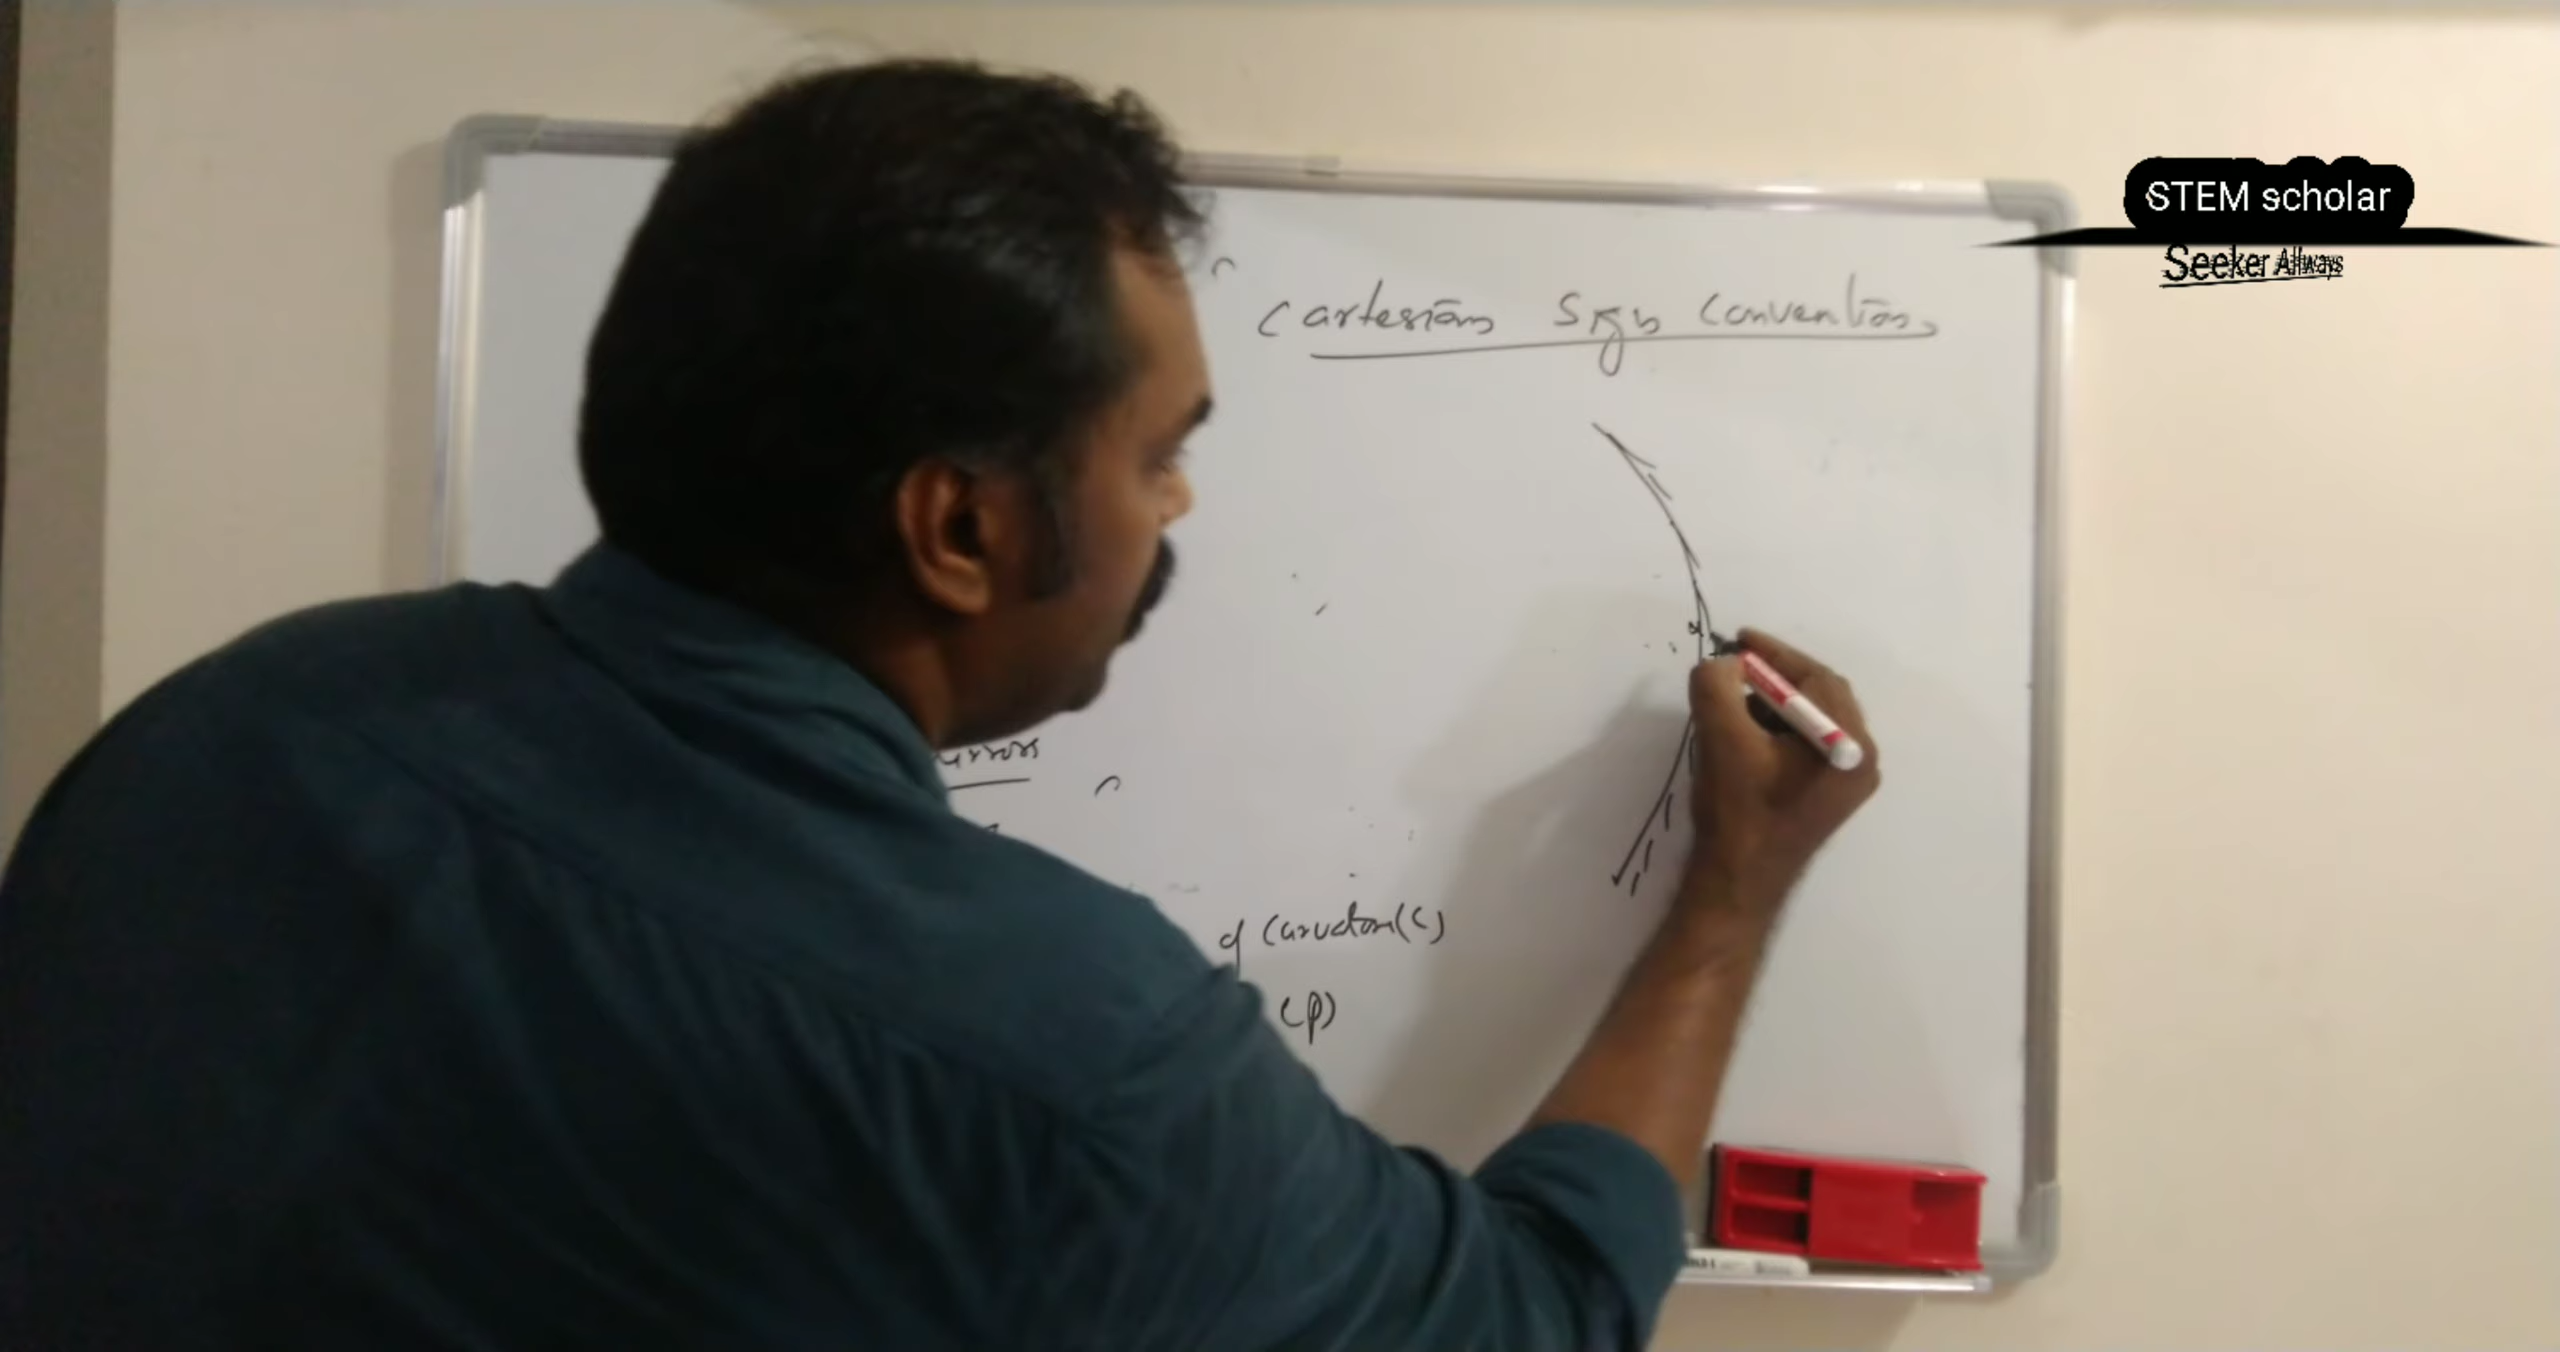 STEM scholar
Seeker Allways
Cartesian Sign Convention
of Curvature (C)
(P)